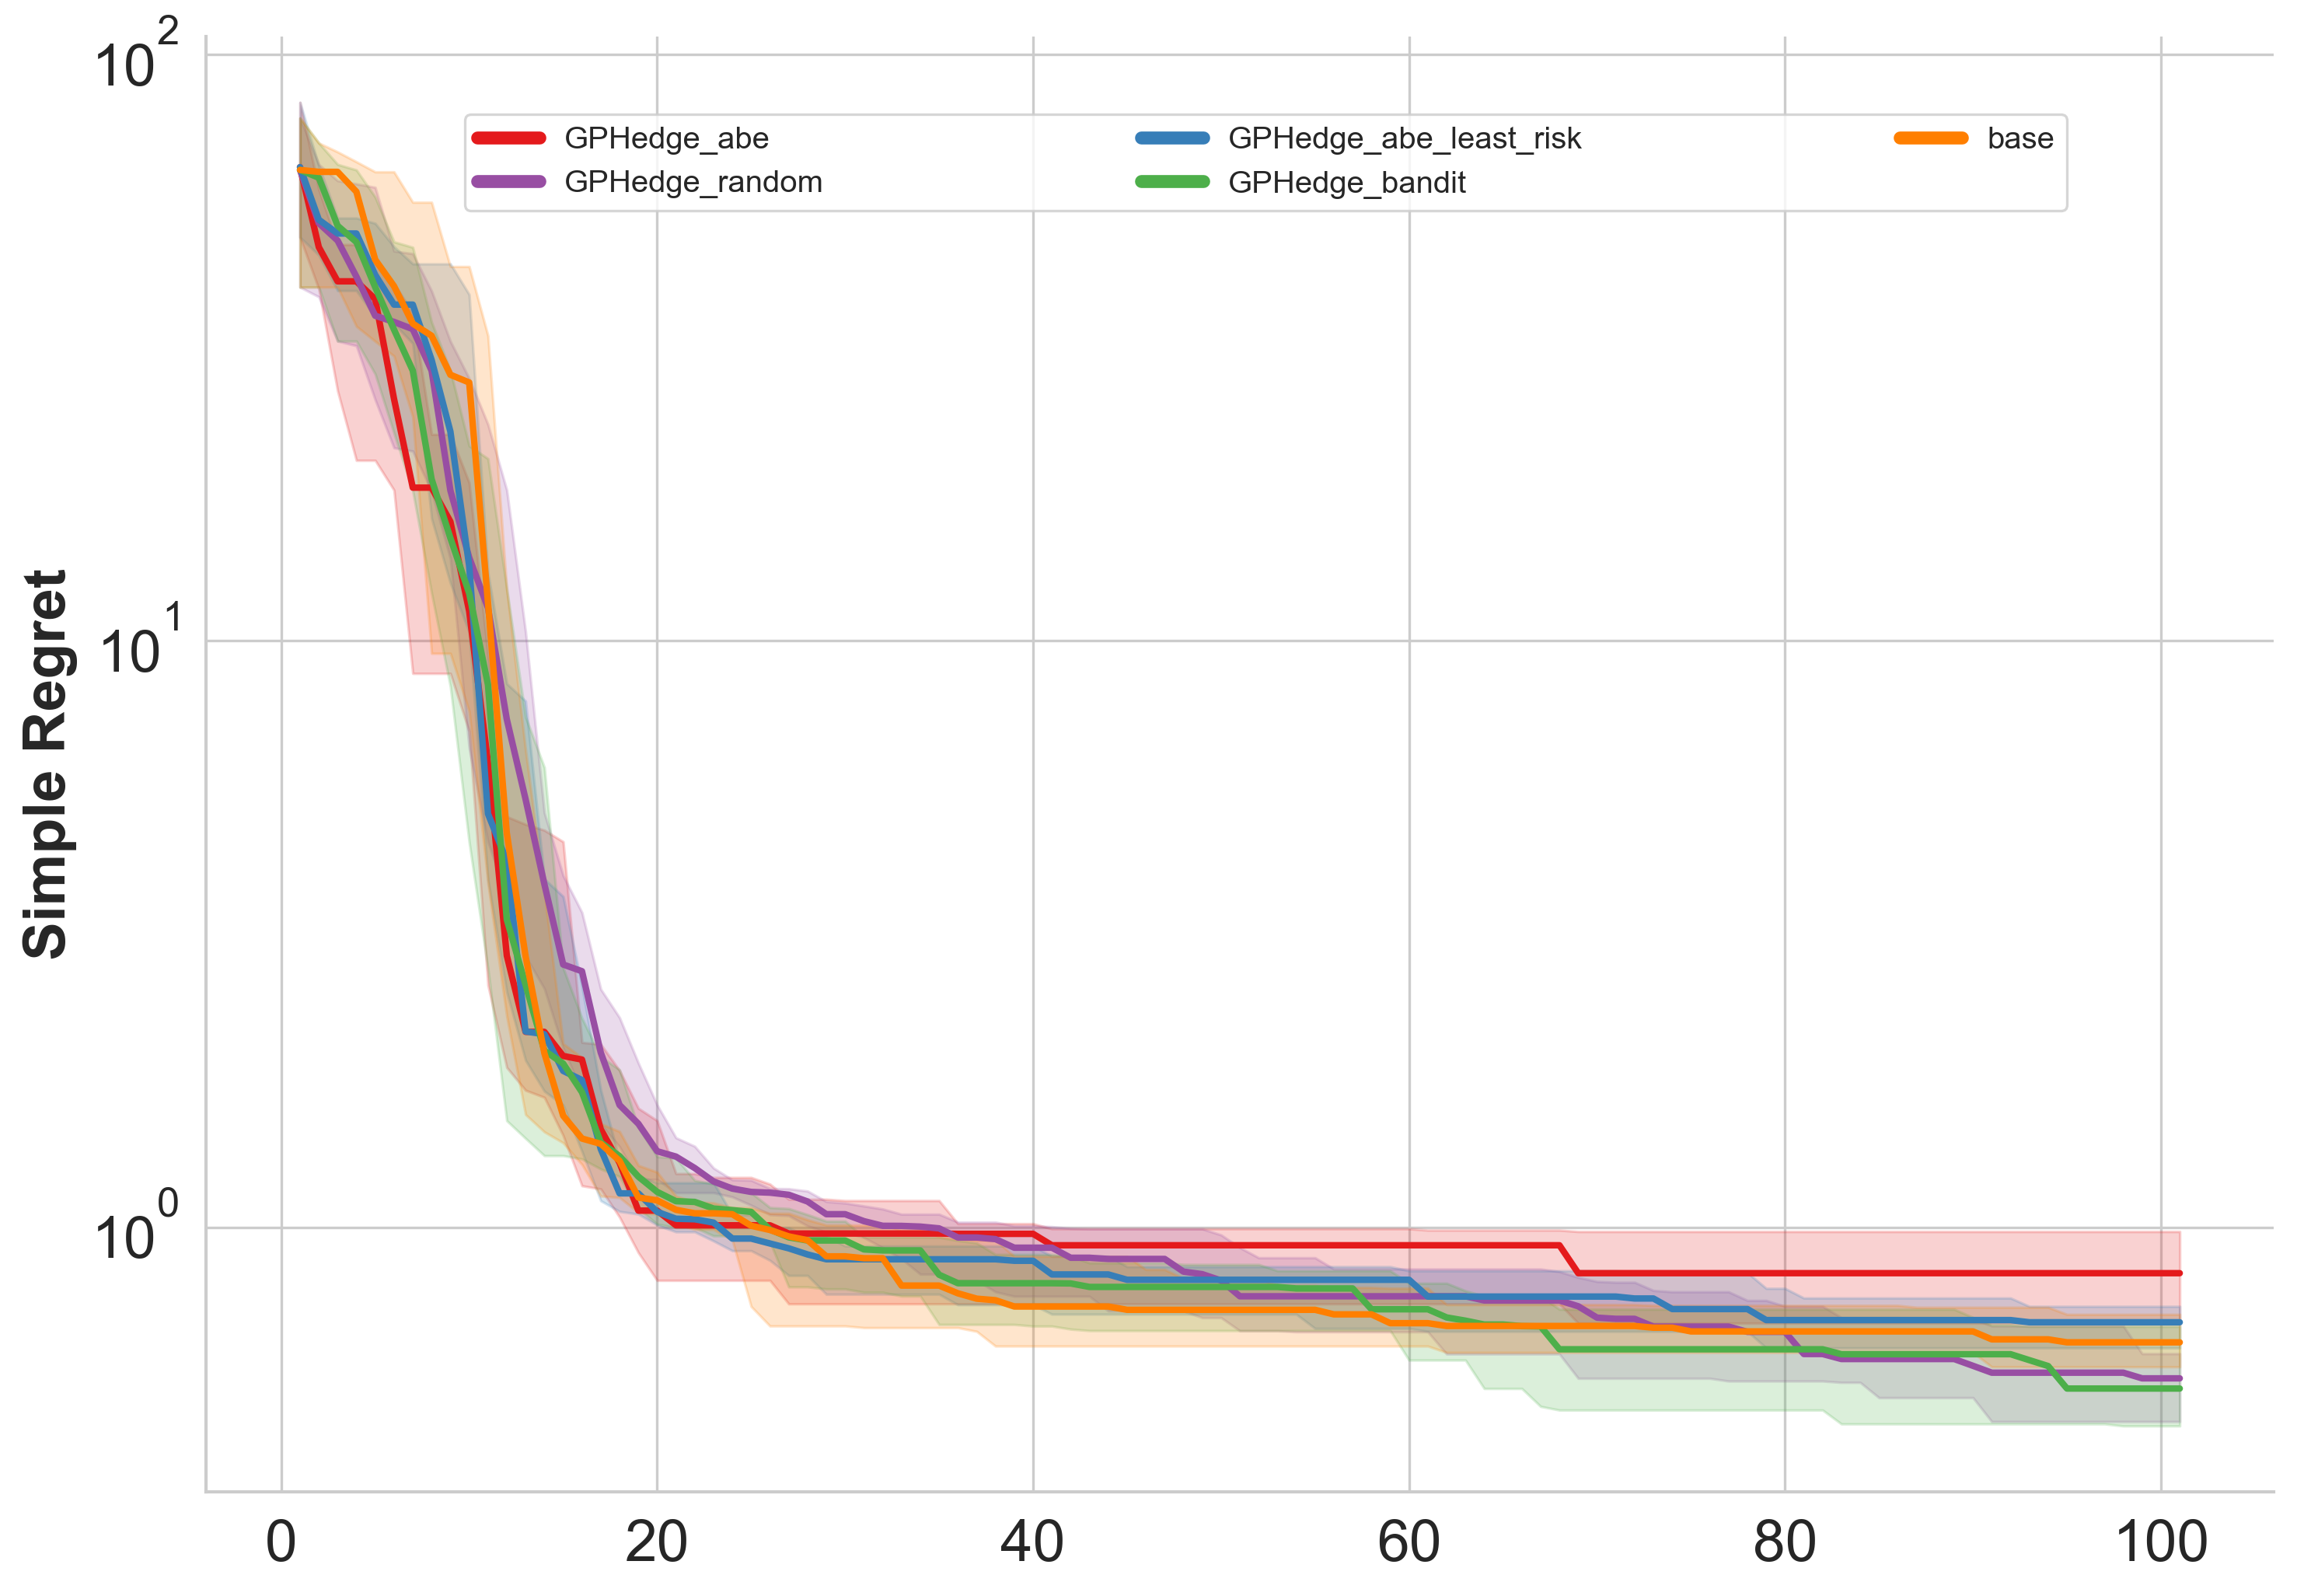 10^2
GPHedge_abe
GPHedge_abe_least_risk
base
GPHedge_random
GPHedge_bandit
10^1
Simple Regret
10^0
0 20 40 60 80 100